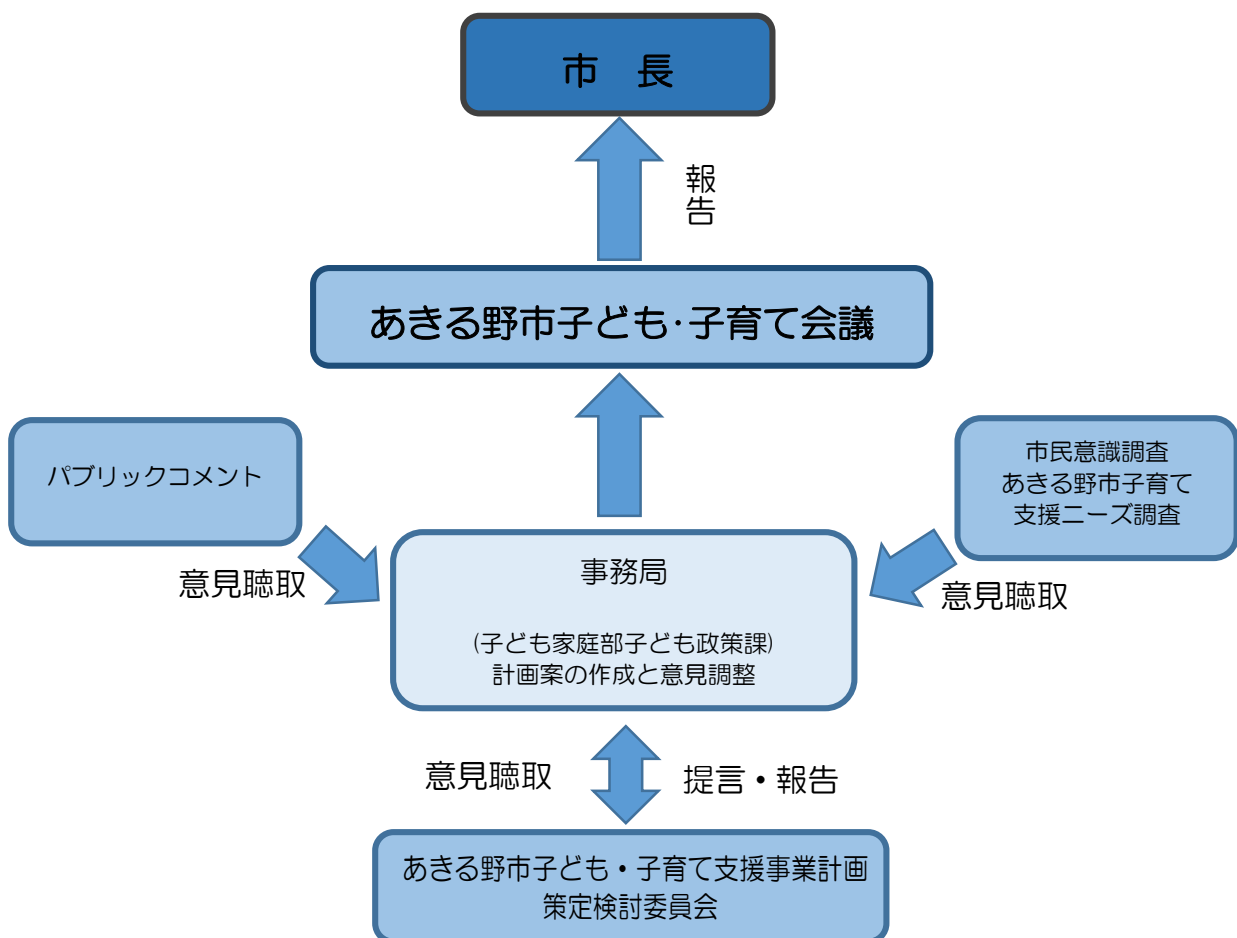 市　長
報告
あきる野市子ども･子育て会議
パブリックコメント
市民意識調査
あきる野市子育て
支援ニーズ調査
意見聴取
意見聴取
事務局
(子ども家庭部子ども政策課)
計画案の作成と意見調整
意見聴取
提言・報告
あきる野市子ども・子育て支援事業計画
策定検討委員会